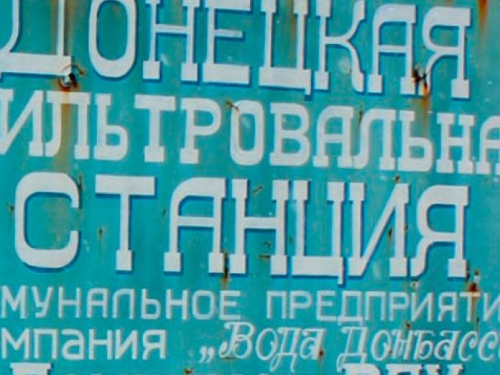 ДОНЕЦКАЯ
ИЛЬТРОВАЛЬНА
СТАНЦИЯ
МУНАЛЬНОЕ ПРЕДПРИЯТИ
МПАНИЯ „ВОДА ДОНБАСС